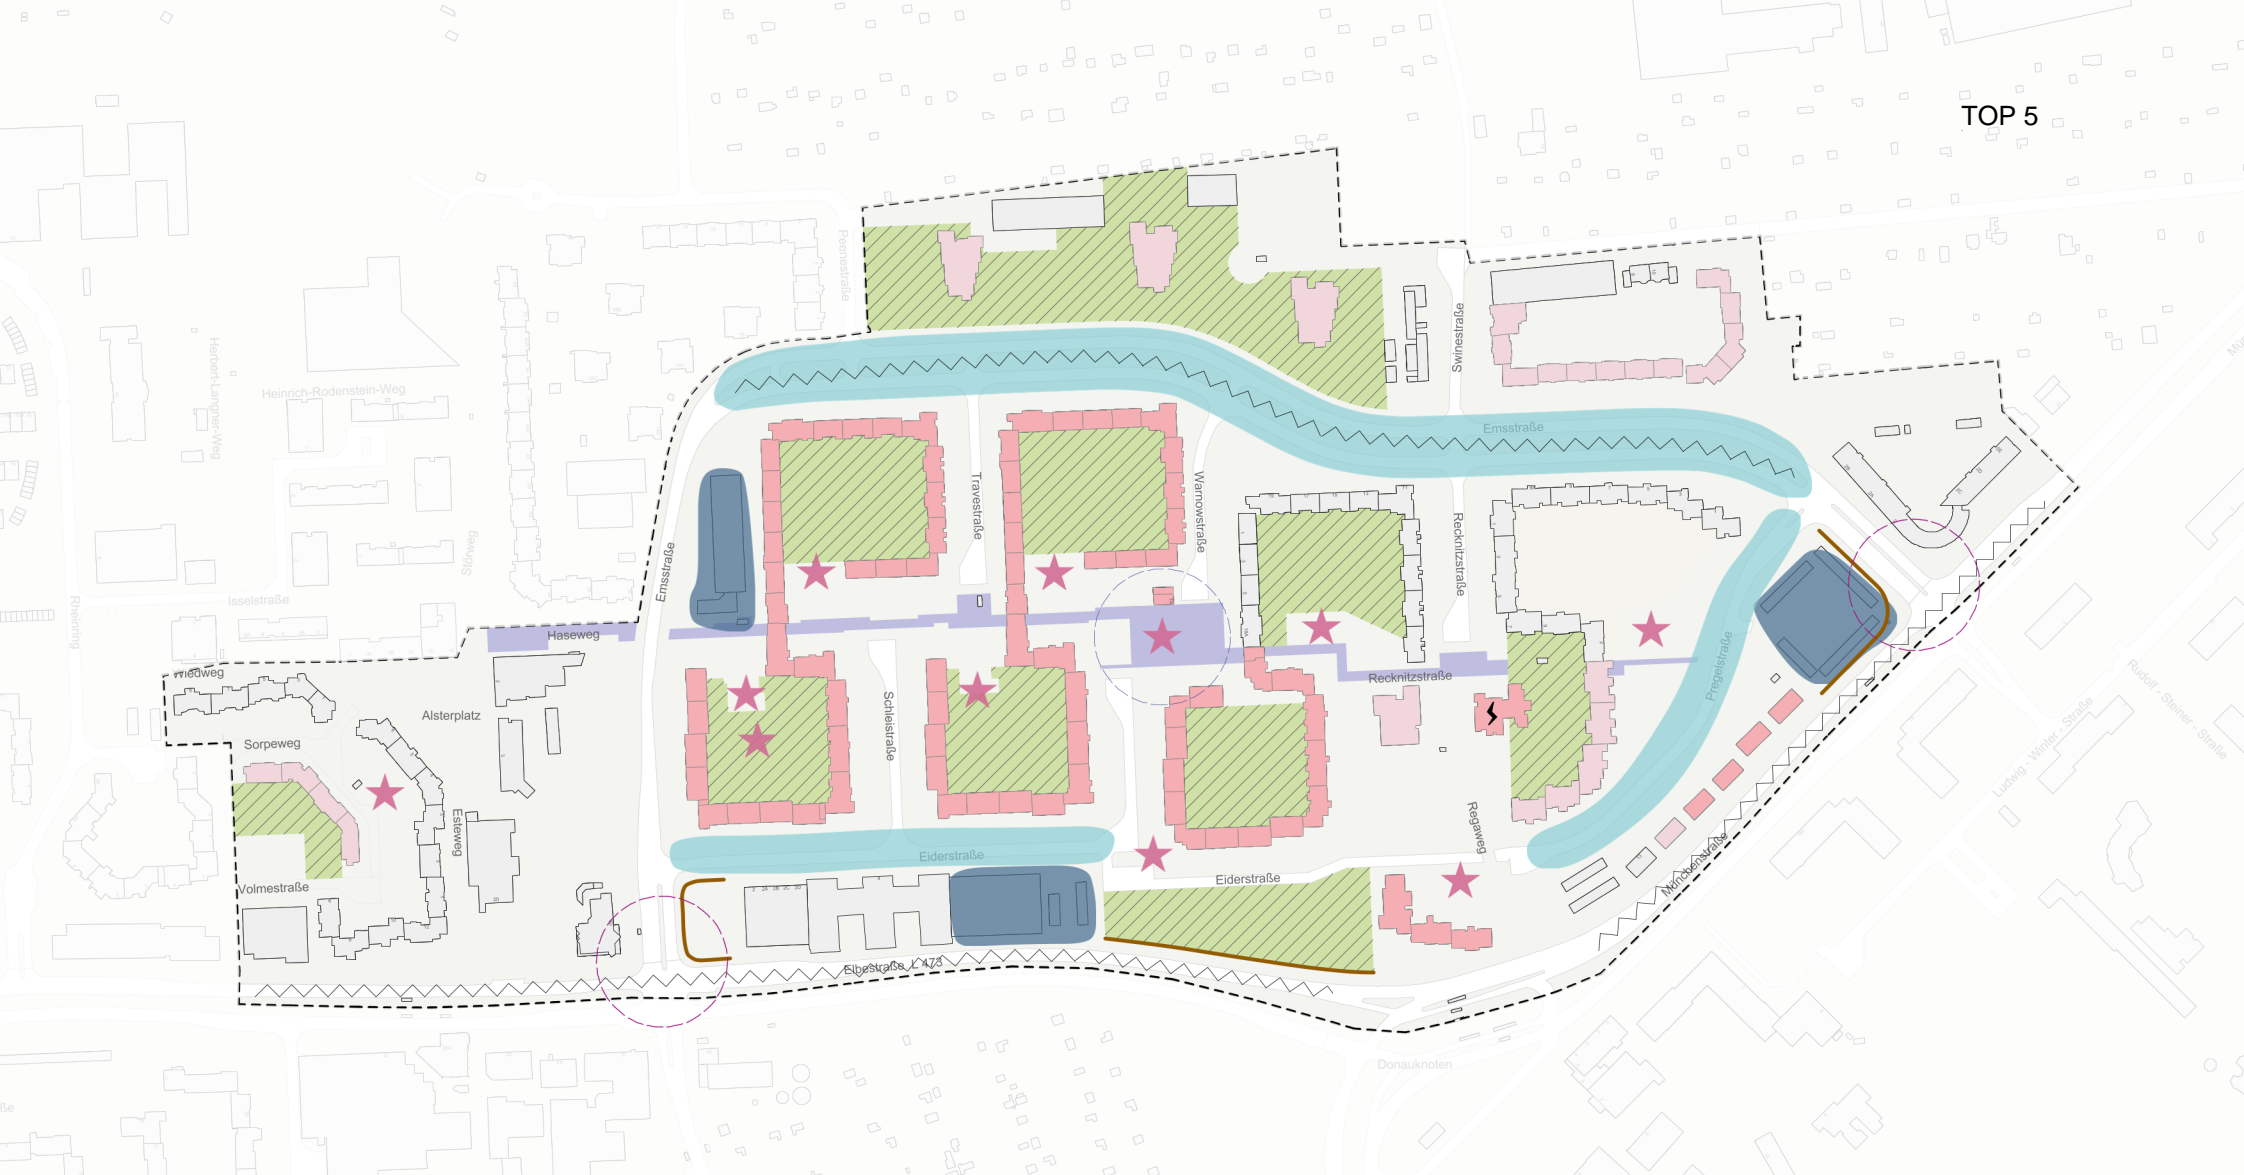 TOP 5
Peenestraße
Swinestraße
Herbert-Langner-Weg
Heinrich-Rodenstein-Weg
Emsstraße
Travestraße
Warnowstraße
Störweg
Emsstraße
Recknitzstraße
Isselstraße
Rheinring
Haseweg
Wiedweg
Recknitzstraße
Pregelstraße
Rudolf - Steiner - Straße
Alsterplatz
Schleistraße
Sorpeweg
Ludwig - Winter - Straße
Esteweg
Regaweg
Eiderstraße
Münchenstraße
Eiderstraße
Volmestraße
Elbestraße L 473
Donauknoten